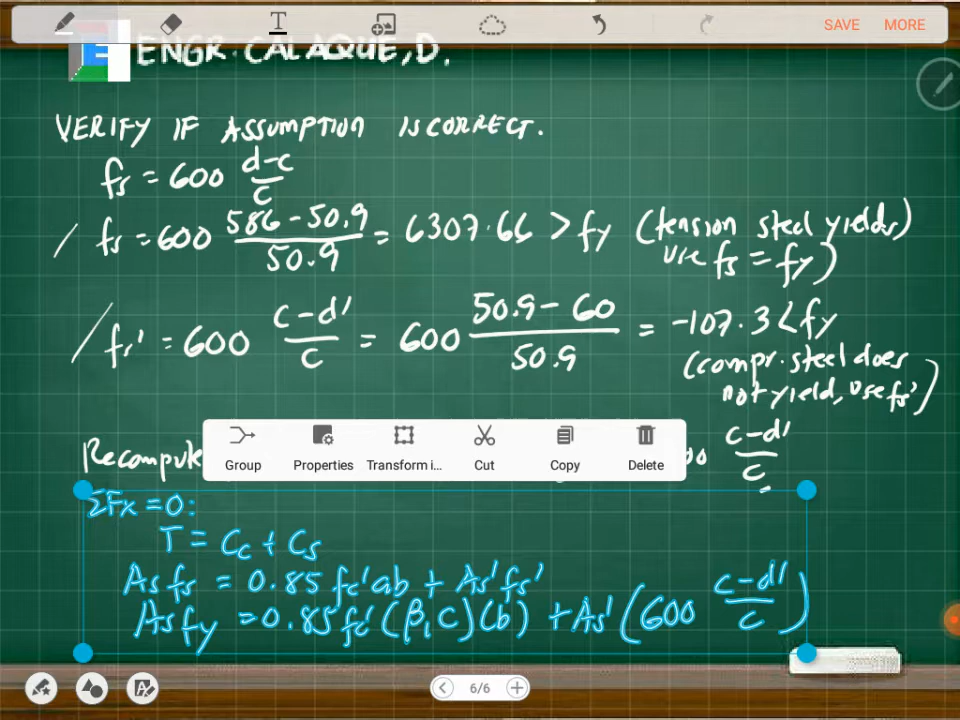 SAVE MORE
ENGR. CALAQUE, D.
VERIFY IF ASSUMPTION IS CORRECT.
fs = 600 d-c / c
/ fs = 600 586 - 50.9 / 50.9 = 6307.66 > fy (tension steel yields)
use fs = fy)
/ fs' = 600 c-d' / c = 600 50.9 - 60 / 50.9 = -107.3 < fy
(compr. steel does
not yield, use fs')
Group Properties Transform i... Cut Copy Delete
Recompute 00 c-d' / c
ΣFx = 0:
T = Cc + Cs
As fs = 0.85 fc' ab + As' fs'
As fy = 0.85 fc' (β1 c)(b) + As' (600 c-d' / c)
6/6